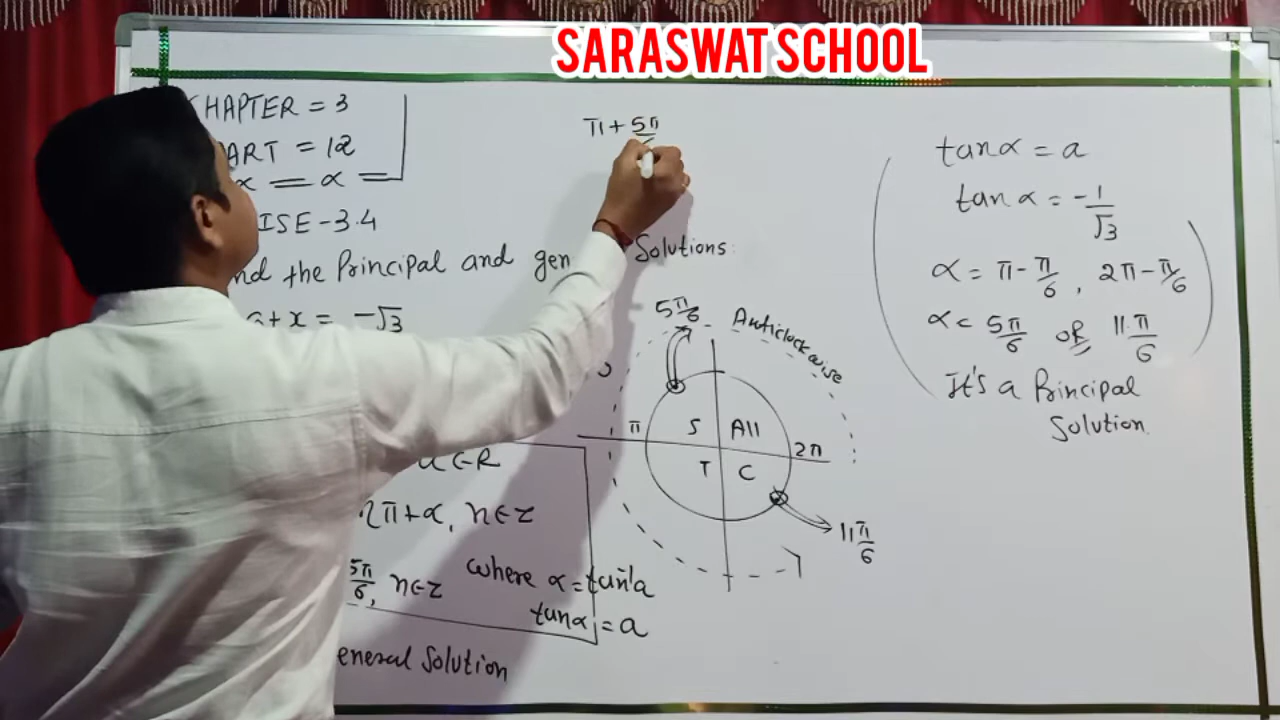 SARASWAT SCHOOL
HAPTER = 3
ART = 12
x = α =
ISE-3.4
nd the Principal and gen Solutions:
t x = -√3
π + 5π
tanα = a
tanα = -1/√3
α = π-π/6, 2π-π/6
α = 5π/6 OR 11π/6
It's a Principal
Solution
5π/6
Anticlockwise
π
S
All
2π
T
C
11π/6
∈R
nπ+α, n∈z
5π/6, n∈z
where α = tan⁻¹a
tanα = a
eneral Solution